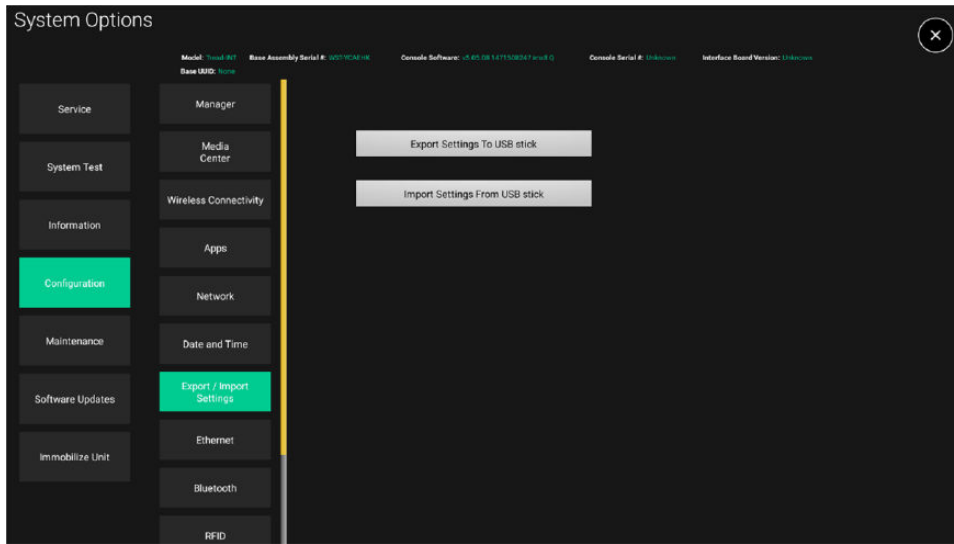 System Options
Model: Tread-INT Base Assembly Serial #: Console Software: Console Serial #: Unknown Interface Board Version: Unknown
Base UUID: None
Service
System Test
Information
Configuration
Maintenance
Software Updates
Immobilize Unit
Manager
Media
Center
Wireless Connectivity
Apps
Network
Date and Time
Export / Import
Settings
Ethernet
Bluetooth
RFID
Export Settings To USB stick
Import Settings From USB stick